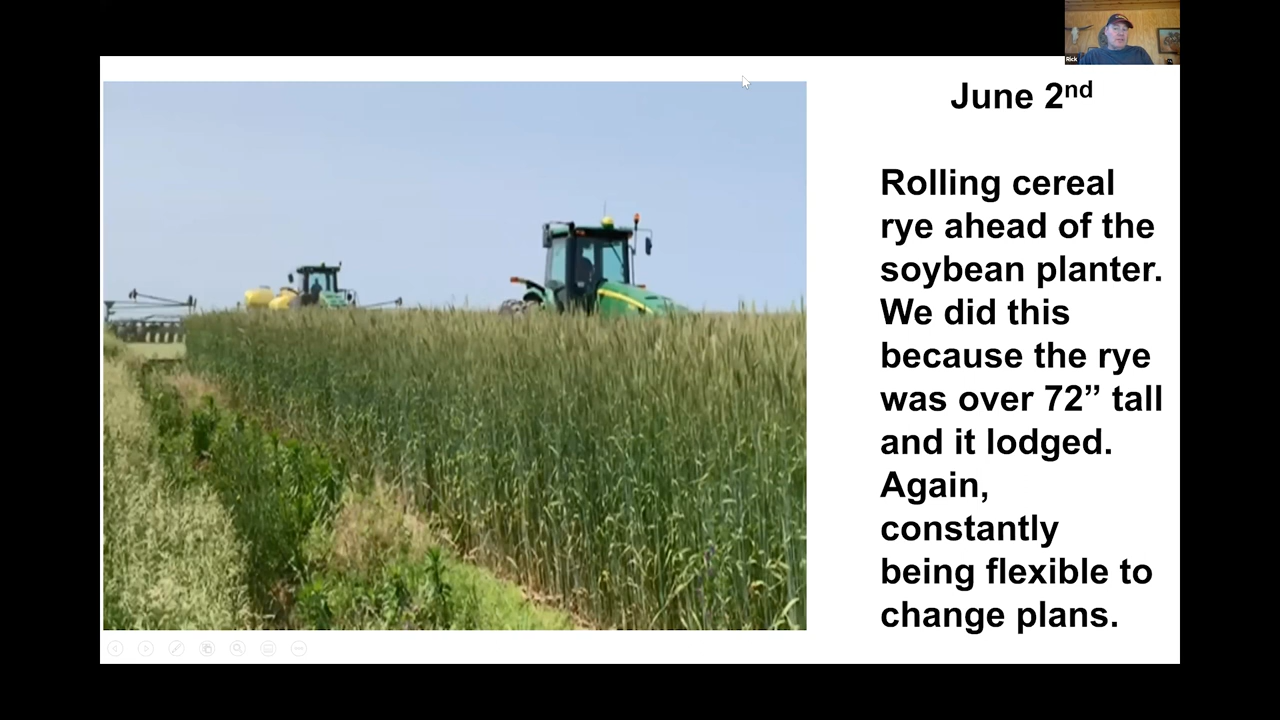 Rick
June 2nd
Rolling cereal
rye ahead of the
soybean planter.
We did this
because the rye
was over 72” tall
and it lodged.
Again,
constantly
being flexible to
change plans.